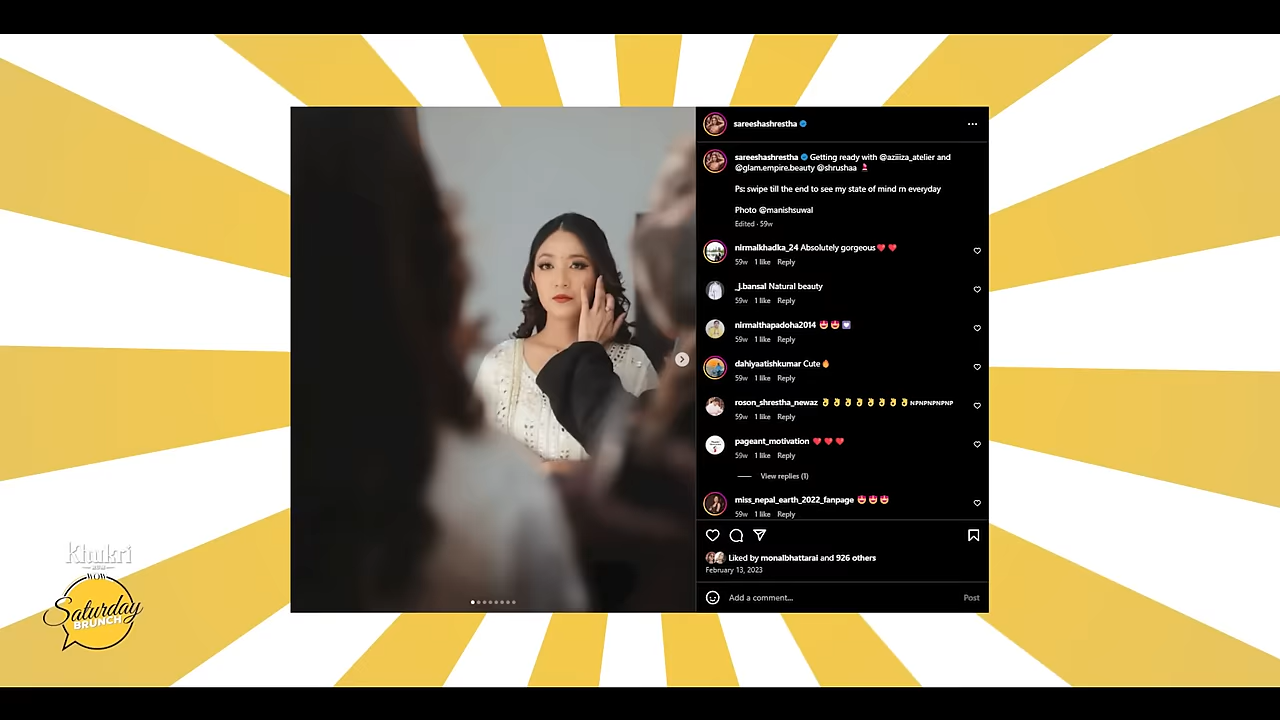 sareeshashrestha
sareeshashrestha Getting ready with @aziiiza_atelier and
@glam.empire.beauty @shrushaa 💄
Ps: swipe till the end to see my state of mind rn everyday
Photo @manishsuwal
Edited · 59w
nirmalkhadka_24 Absolutely gorgeous❤️❤️
59w 1 like Reply
_j.bansal Natural beauty
59w 1 like Reply
nirmalthapadoha2014 😍😍💟
59w 1 like Reply
dahiyaatishkumar Cute🔥
59w 1 like Reply
roson_shrestha_newaz 👌👌👌👌👌👌👌👌NPNPNPNPNP
59w 1 like Reply
pageant_motivation ❤️❤️❤️
59w 1 like Reply
View replies (1)
miss_nepal_earth_2022_fanpage 😍😍😍
59w 1 like Reply
Liked by monalbhattarai and 926 others
February 13, 2023
Add a comment...
Post
Khukri
WOW
Saturday
BRUNCH